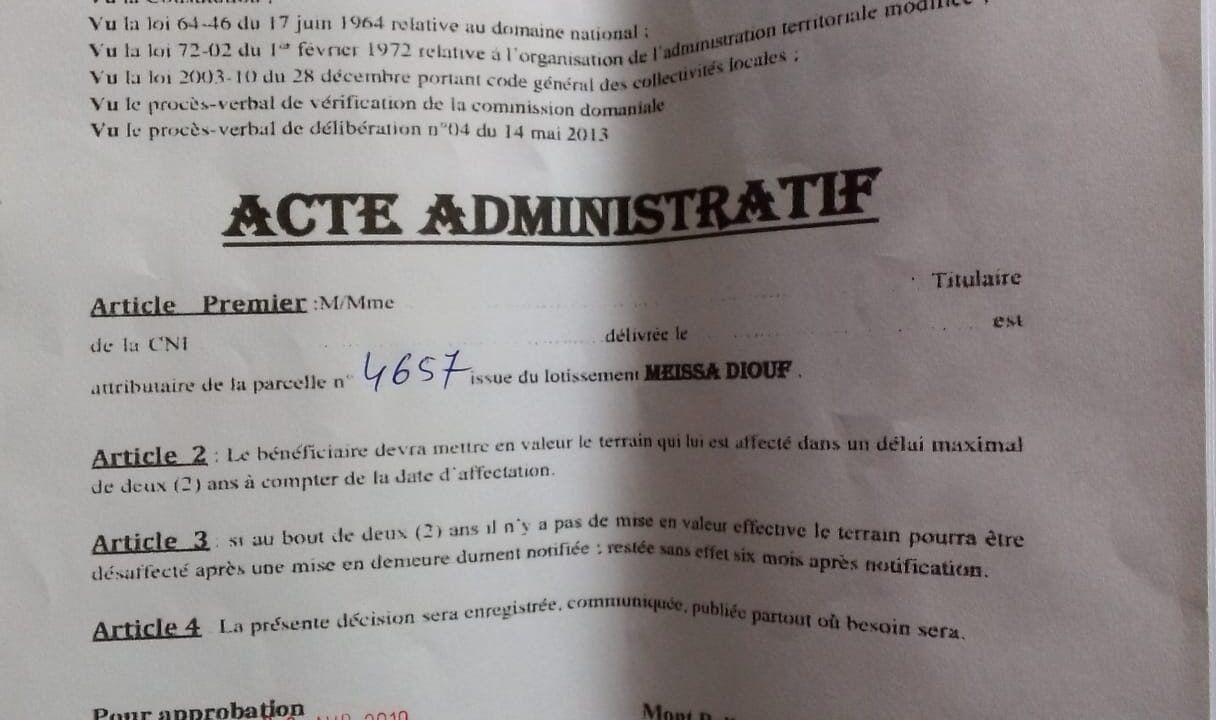 Vu la loi 64-46 du 17 juin 1964 relative au domaine national ;
Vu la loi 72-02 du 1er février 1972 relative à l'organisation de l'administration territoriale
Vu la loi 2003-10 du 28 décembre portant code général des collectivités locales ;
Vu le procès-verbal de vérification de la commission domaniale
Vu le procès-verbal de délibération n°04 du 14 mai 2013
ACTE ADMINISTRATIF
Article Premier :M/Mme Titulaire
de la CNI délivrée le est
attributaire de la parcelle n° 4657 issue du lotissement MEISSA DIOUF .
Article 2 : Le bénéficiaire devra mettre en valeur le terrain qui lui est affecté dans un délai maximal
de deux (2) ans à compter de la date d'affectation.
Article 3 : si au bout de deux (2) ans il n'y a pas de mise en valeur effective le terrain pourra être
désaffecté après une mise en demeure dument notifiée ; restée sans effet six mois après notification.
Article 4 La présente décision sera enregistrée, communiquée, publiée partout où besoin sera.
Pour approbation